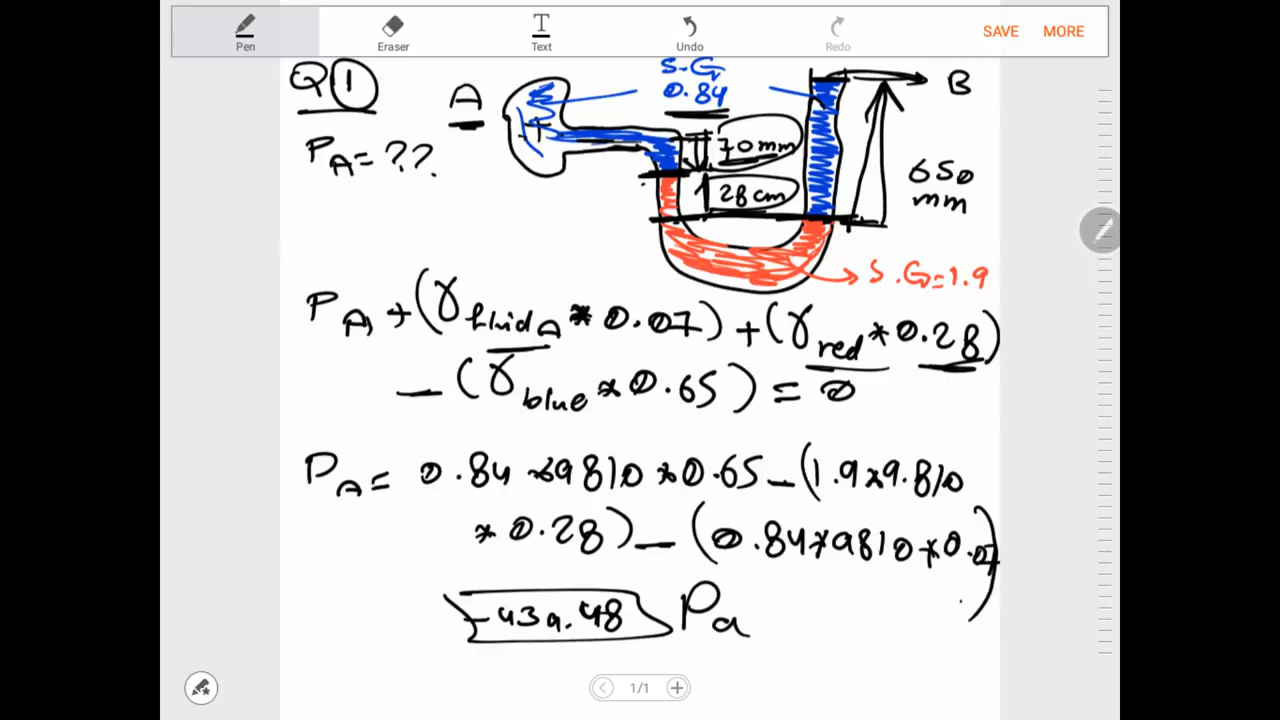 Pen Eraser Text Undo Redo SAVE MORE
Q 1
A
S.G
0.84
B
PA = ??
70 mm
28 cm
650
mm
S.G = 1.9
PA + (γfluid A * 0.07) + (γred * 0.28)
- (γblue * 0.65) = 0
PA = 0.84 * 9810 * 0.65 - (1.9 * 9.810
* 0.28) - (0.84 * 9810 * 0.07)
-439.48 Pa
1/1